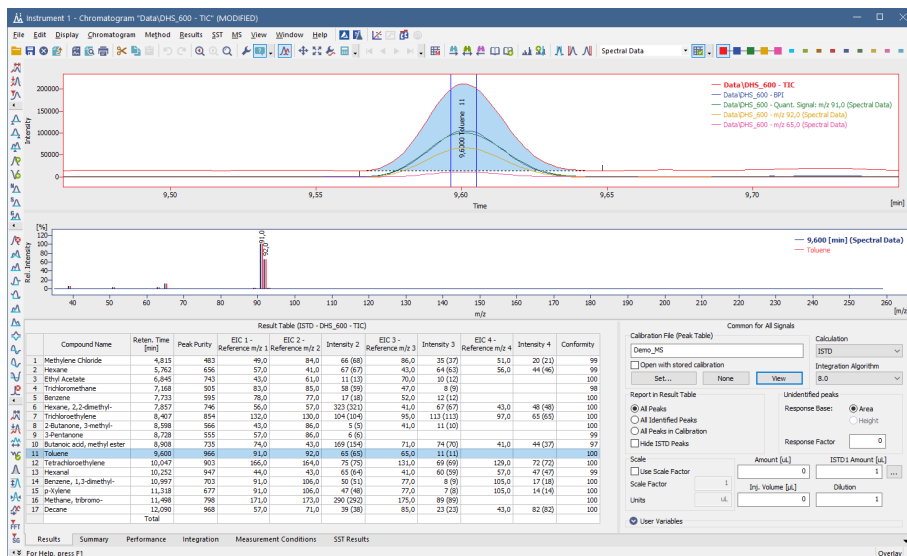 Instrument 1 - Chromatogram "Data\DHS_600 - TIC" (MODIFIED)
File Edit Display Chromatogram Method Results SST MS View Window Help
Spectral Data
Data\DHS_600 - TIC
Data\DHS_600 - BPI
Data\DHS_600 - Quant. Signal: m/z 91,0 (Spectral Data)
Data\DHS_600 - m/z 92,0 (Spectral Data)
Data\DHS_600 - m/z 65,0 (Spectral Data)
Intensity
200000
150000
100000
50000
0
9,6000 Toluene 11
9,50 9,55 9,60 9,65 9,70
Time
[min]
[%]
Rel. Intensity
120
100
80
60
40
20
0
91,0
92,0
9,600 [min] (Spectral Data)
Toluene
40 50 60 70 80 90 100 110 120 130 140 150 160 170 180 190 200 210 220 230 240 250 260
m/z
[m/z]
Result Table (ISTD - DHS_600 - TIC)
Compound Name Reten. Time [min] Peak Purity EIC 1 - Reference m/z 1 EIC 2 - Reference m/z 2 Intensity 2 EIC 3 - Reference m/z 3 Intensity 3 EIC 4 - Reference m/z 4 Intensity 4 Conformity
1 Methylene Chloride 4,815 483 49,0 84,0 66 (68) 86,0 35 (37) 51,0 20 (21) 99
2 Hexane 5,762 656 57,0 41,0 67 (67) 43,0 64 (63) 56,0 44 (46) 99
3 Ethyl Acetate 6,845 743 43,0 61,0 11 (13) 70,0 10 (12) 100
4 Trichloromethane 7,168 505 83,0 85,0 58 (59) 47,0 8 (9) 98
5 Benzene 7,733 595 78,0 77,0 17 (18) 52,0 12 (12) 100
6 Hexane, 2,2-dimethyl- 7,857 746 56,0 57,0 323 (321) 41,0 67 (67) 43,0 48 (48) 100
7 Trichloroethylene 8,407 854 132,0 130,0 104 (104) 95,0 113 (113) 97,0 65 (65) 100
8 2-Butanone, 3-methyl- 8,598 566 43,0 86,0 5 (5) 41,0 11 (10) 100
9 3-Pentanone 8,728 555 57,0 86,0 6 (6) 100
10 Butanoic acid, methyl ester 8,908 735 74,0 43,0 169 (154) 71,0 74 (70) 41,0 44 (37) 97
11 Toluene 9,600 966 91,0 92,0 65 (65) 65,0 11 (11) 100
12 Tetrachloroethylene 10,047 903 166,0 164,0 75 (75) 131,0 69 (69) 129,0 72 (72) 100
13 Hexanal 10,252 947 44,0 43,0 65 (64) 41,0 60 (59) 57,0 47 (47) 100
14 Benzene, 1,3-dimethyl- 10,997 703 91,0 106,0 50 (51) 77,0 8 (9) 105,0 17 (18) 100
15 p-Xylene 11,318 677 91,0 106,0 47 (48) 77,0 7 (8) 105,0 14 (14) 100
16 Methane, tribromo- 11,498 798 171,0 173,0 290 (292) 175,0 89 (89) 100
17 Decane 12,090 968 57,0 71,0 39 (38) 85,0 23 (23) 43,0 82 (82) 100
Total
Common for All Signals
Calibration File (Peak Table)
Demo_MS
Open with stored calibration
Set... None View
Calculation
ISTD
Integration Algorithm
8.0
Report in Result Table
All Peaks
All Identified Peaks
All Peaks in Calibration
Hide ISTD Peaks
Unidentified peaks
Response Base: Area
Height
Response Factor 0
Scale
Use Scale Factor
Scale Factor 1
Units uL
Amount [uL] ISTD1 Amount [uL]
0 1 ...
Inj. Volume [µL] Dilution
0 1
User Variables
Results Summary Performance Integration Measurement Conditions SST Results
For Help, press F1
Overlay
FFT
SG